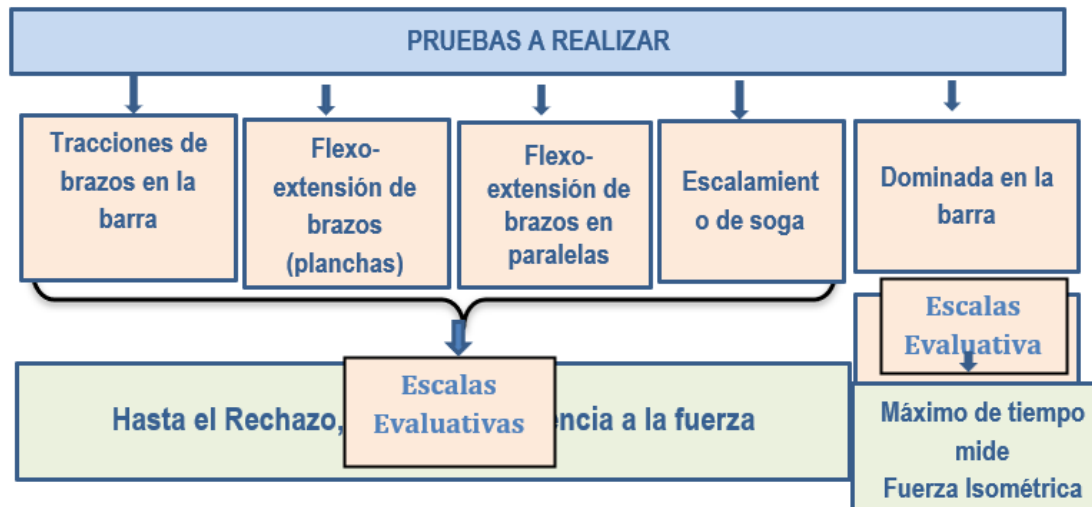 PRUEBAS A REALIZAR
Tracciones de
brazos en la
barra
Flexo-
extensión de
brazos
(planchas)
Flexo-
extensión de
brazos en
paralelas
Escalamient
o de soga
Dominada en la
barra
Escalas
Evaluativa
Hasta el Rechazo, encia a la fuerza
Escalas
Evaluativas
Máximo de tiempo
mide
Fuerza Isométrica